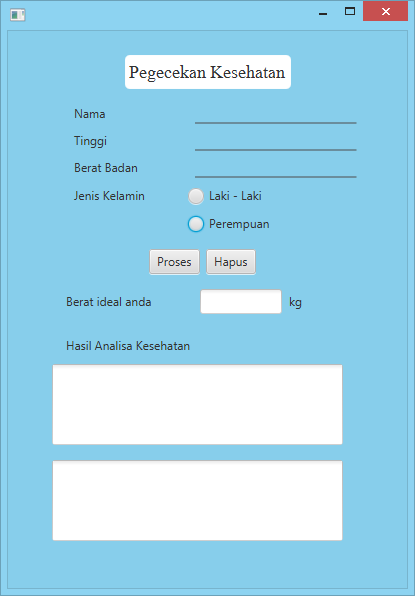 Pegecekan Kesehatan
Nama
Tinggi
Berat Badan
Jenis Kelamin Laki - Laki
Perempuan
Proses Hapus
Berat ideal anda kg
Hasil Analisa Kesehatan